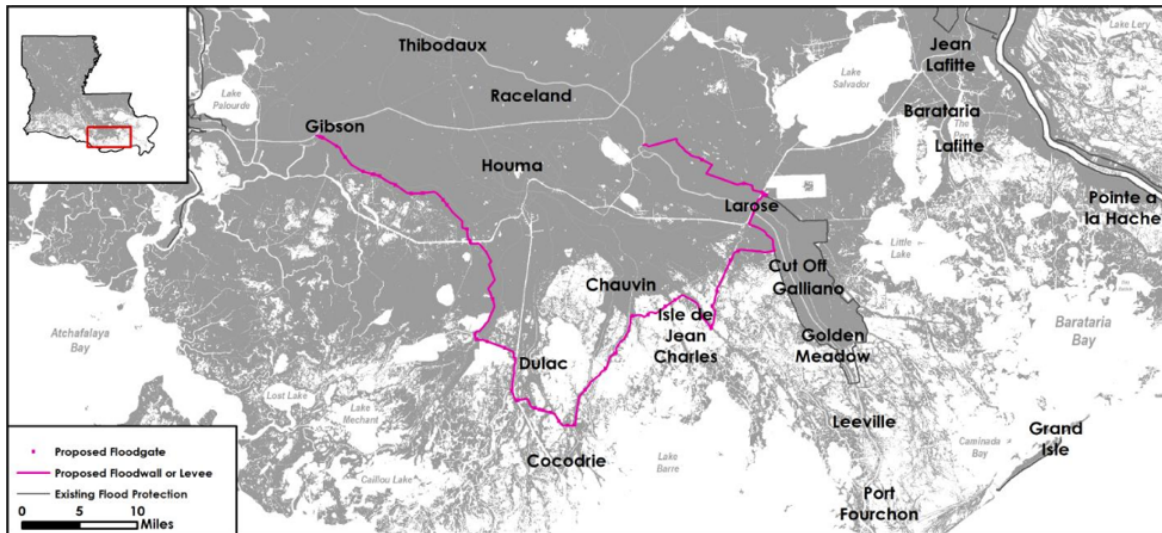 Lake Lery
Thibodaux
Jean
Lafitte
Lake
Salvador
Lake
Palourde
Raceland
Barataria
Gibson
The
Pen
Lafitte
Houma
Larose
Pointe a
la Hache
Little
Lake
Cut Off
Galliano
Chauvin
Isle de
Jean
Charles
Atchafalaya
Bay
Barataria
Bay
Golden
Meadow
Dulac
Lost Lake
Lake
Mechant
Leeville
Grand
Isle
Caminada
Bay
Cocodrie
Lake
Barre
Caillou Lake
Port
Fourchon
Proposed Floodgate
Proposed Floodwall or Levee
Existing Flood Protection
0 5 10
Miles